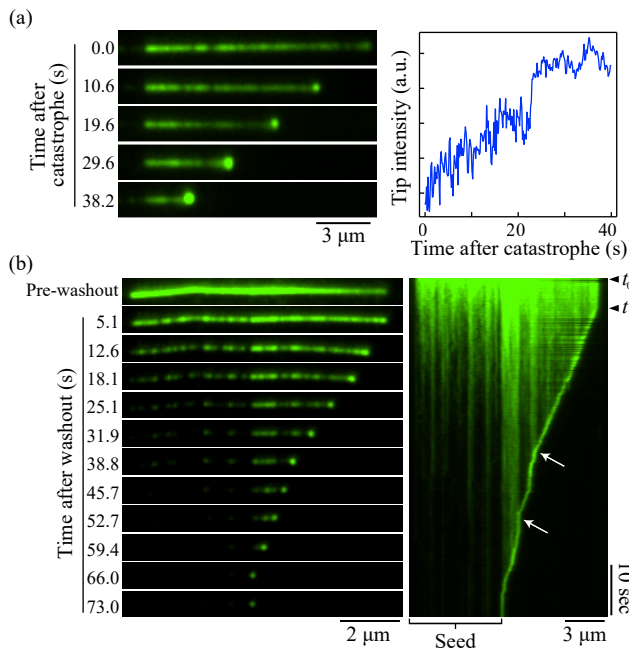 (a)
Time after
catastrophe (s)
0.0
10.6
19.6
29.6
38.2
3 μm
Tip intensity (a.u.)
0
20
40
Time after catastrophe (s)
(b)
Pre-washout
Time after washout (s)
5.1
12.6
18.1
25.1
31.9
38.8
45.7
52.7
59.4
66.0
73.0
2 μm
t
10 sec
Seed
3 μm